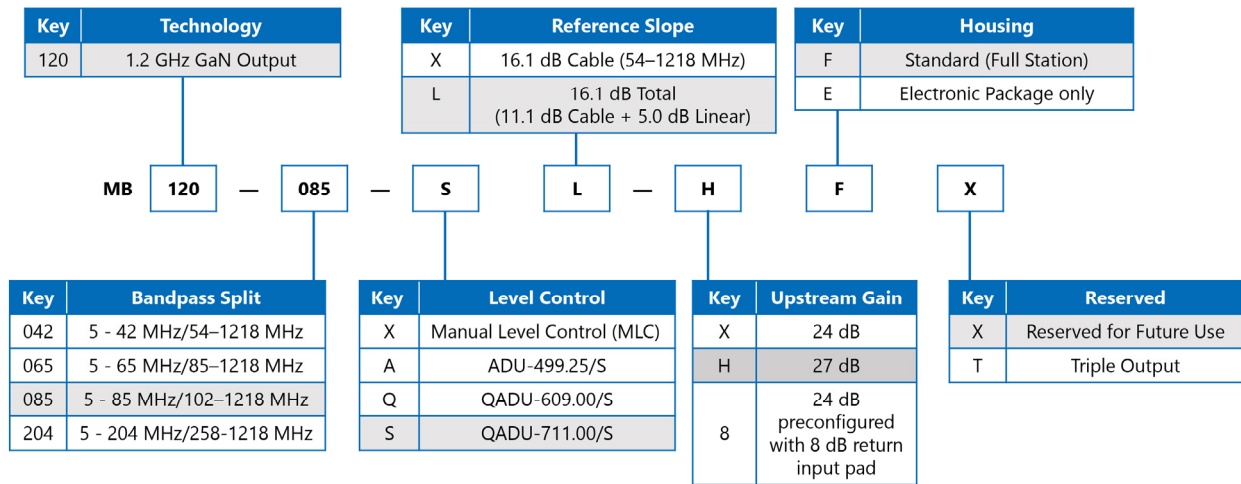 Key Technology
120 1.2 GHz GaN Output
Key Reference Slope
X 16.1 dB Cable (54–1218 MHz)
L 16.1 dB Total
(11.1 dB Cable + 5.0 dB Linear)
Key Housing
F Standard (Full Station)
E Electronic Package only
MB 120 — 085 — S L — H F X
Key Bandpass Split
042 5 - 42 MHz/54–1218 MHz
065 5 - 65 MHz/85–1218 MHz
085 5 - 85 MHz/102–1218 MHz
204 5 - 204 MHz/258-1218 MHz
Key Level Control
X Manual Level Control (MLC)
A ADU-499.25/S
Q QADU-609.00/S
S QADU-711.00/S
Key Upstream Gain
X 24 dB
H 27 dB
8 24 dB
preconfigured
with 8 dB return
input pad
Key Reserved
X Reserved for Future Use
T Triple Output